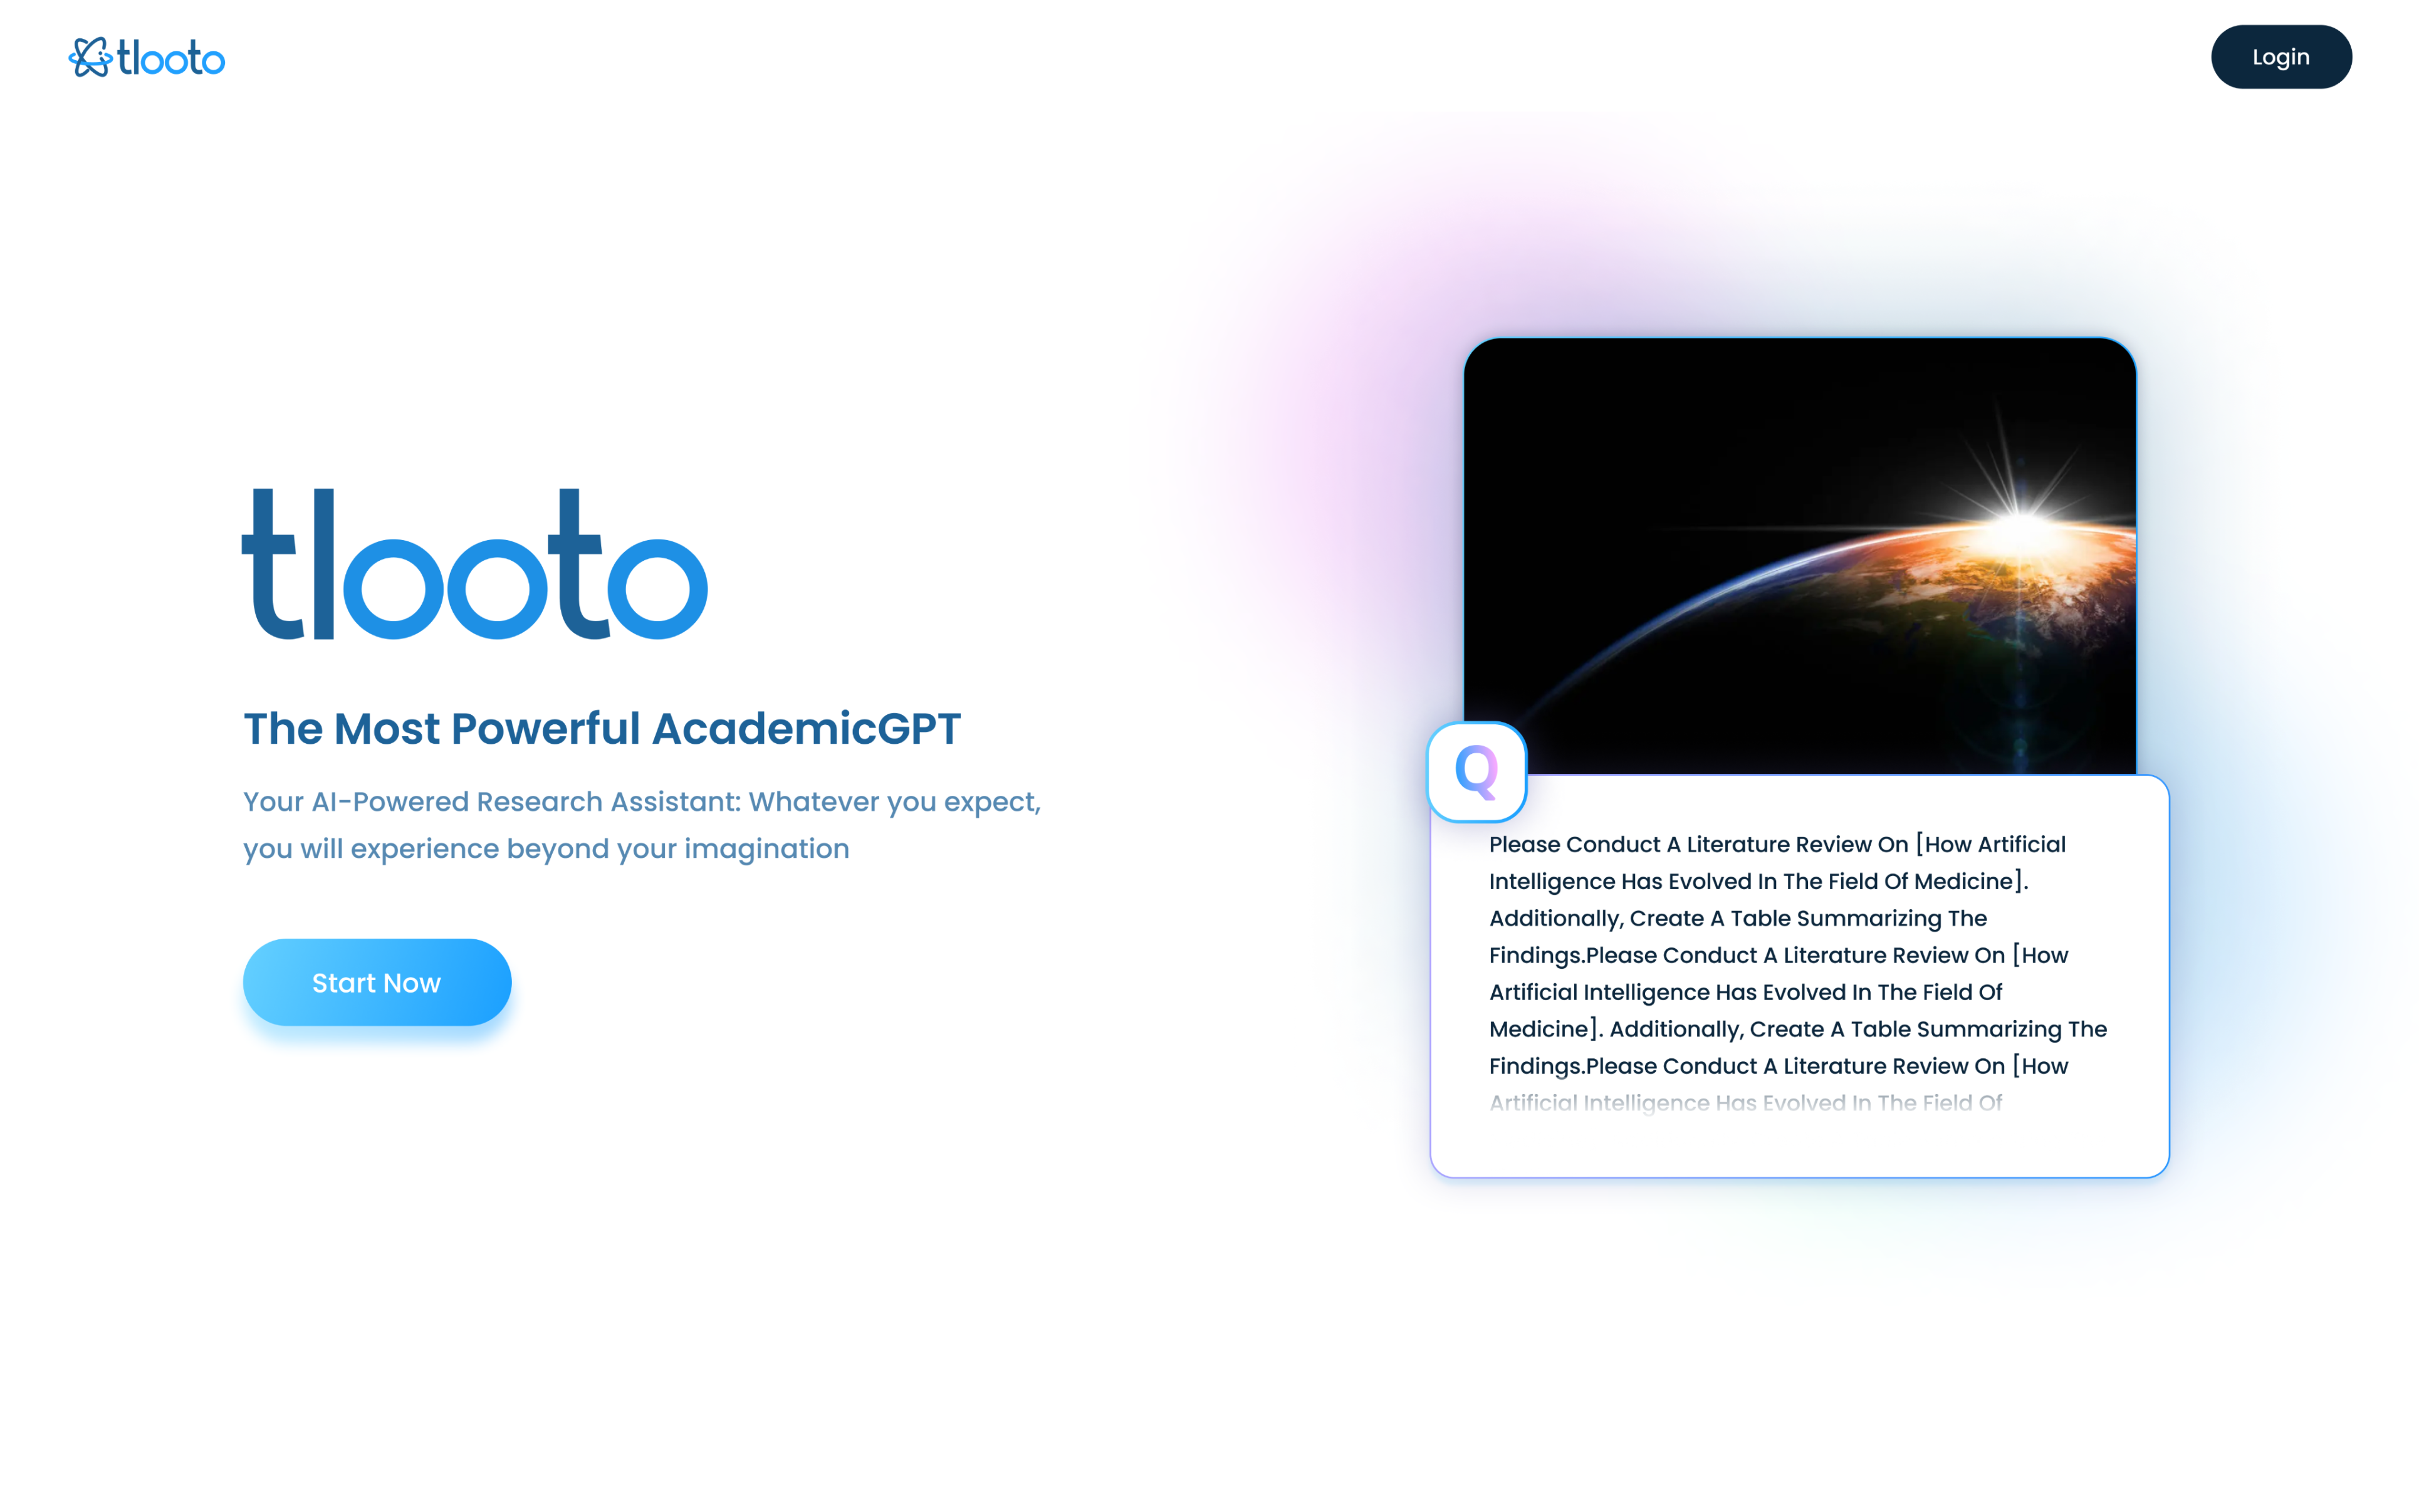 tlooto
Login
tlooto
The Most Powerful AcademicGPT
Your AI-Powered Research Assistant: Whatever you expect,
you will experience beyond your imagination
Start Now
Q
Please Conduct A Literature Review On [How Artificial
Intelligence Has Evolved In The Field Of Medicine].
Additionally, Create A Table Summarizing The
Findings.Please Conduct A Literature Review On [How
Artificial Intelligence Has Evolved In The Field Of
Medicine]. Additionally, Create A Table Summarizing The
Findings.Please Conduct A Literature Review On [How
Artificial Intelligence Has Evolved In The Field Of